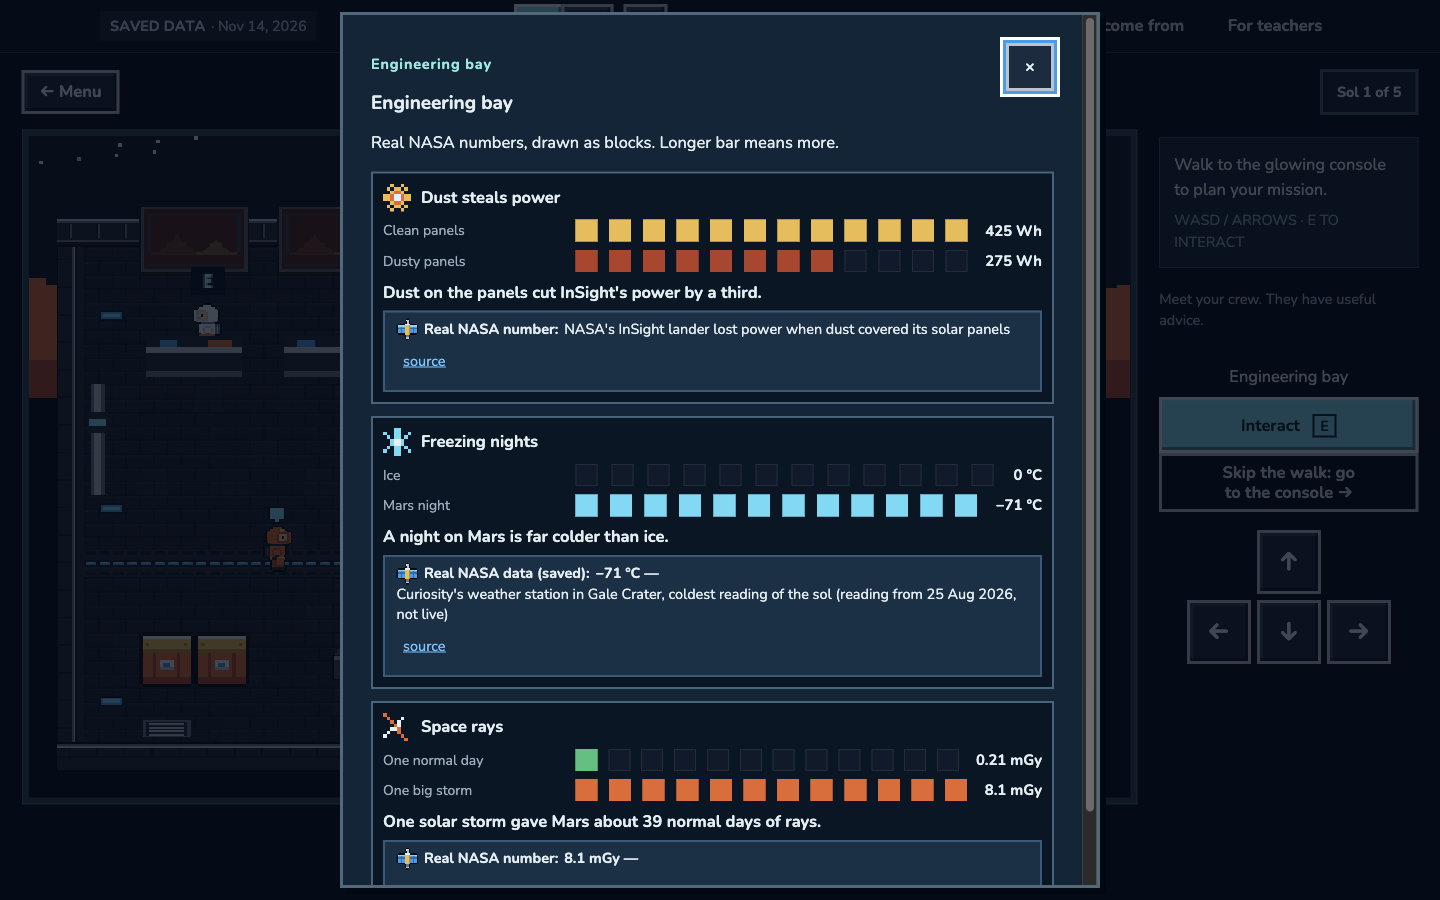 SAVED DATA · Nov 14, 2026
come from
For teachers
← Menu
Sol 1 of 5
Engineering bay
×
Engineering bay
Real NASA numbers, drawn as blocks. Longer bar means more.
Dust steals power
Clean panels 425 Wh
Dusty panels 275 Wh
Dust on the panels cut InSight's power by a third.
Real NASA number: NASA's InSight lander lost power when dust covered its solar panels
source
Freezing nights
Ice 0 °C
Mars night −71 °C
A night on Mars is far colder than ice.
Real NASA data (saved): −71 °C —
Curiosity's weather station in Gale Crater, coldest reading of the sol (reading from 25 Aug 2026,
not live)
source
Space rays
One normal day 0.21 mGy
One big storm 8.1 mGy
One solar storm gave Mars about 39 normal days of rays.
Real NASA number: 8.1 mGy —
E
Walk to the glowing console
to plan your mission.
WASD / ARROWS · E TO
INTERACT
Meet your crew. They have useful
advice.
Engineering bay
Interact E
Skip the walk: go
to the console →
↑
← ↓ →